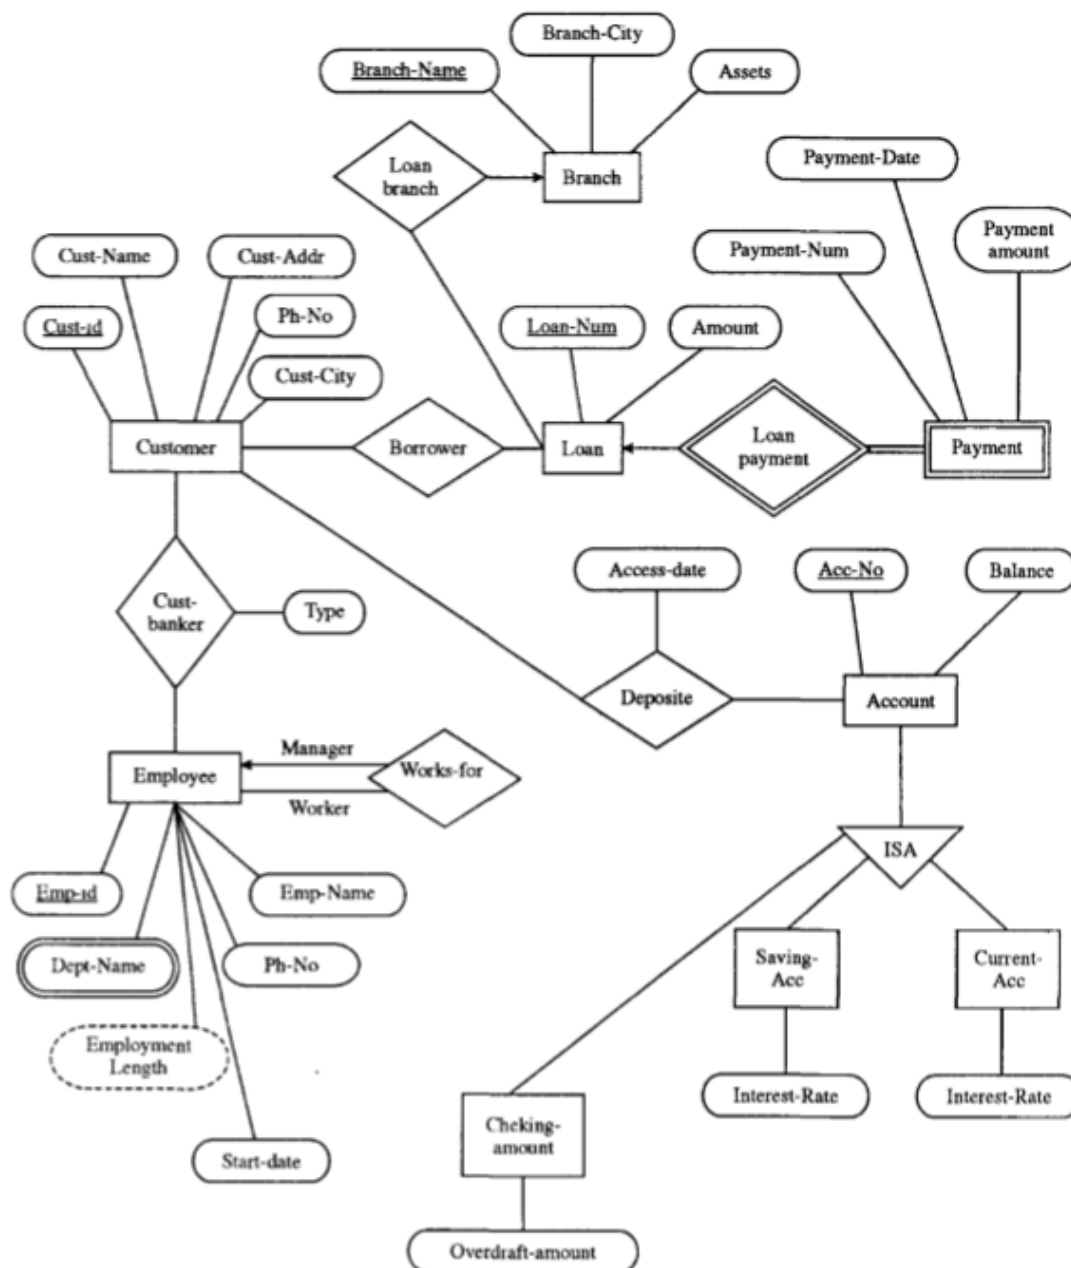 Branch-City
Branch-Name
Assets
Loan
branch
Branch
Payment-Date
Payment
amount
Cust-Name
Cust-Addr
Payment-Num
Cust-id
Ph-No
Loan-Num
Amount
Cust-City
Customer
Borrower
Loan
Loan
payment
Payment
Access-date
Acc-No
Balance
Cust-
banker
Type
Deposite
Account
Manager
Employee
Works-for
Worker
ISA
Emp-id
Emp-Name
Dept-Name
Ph-No
Saving-
Acc
Current-
Acc
Employment
Length
Interest-Rate
Interest-Rate
Cheking-
amount
Start-date
Overdraft-amount